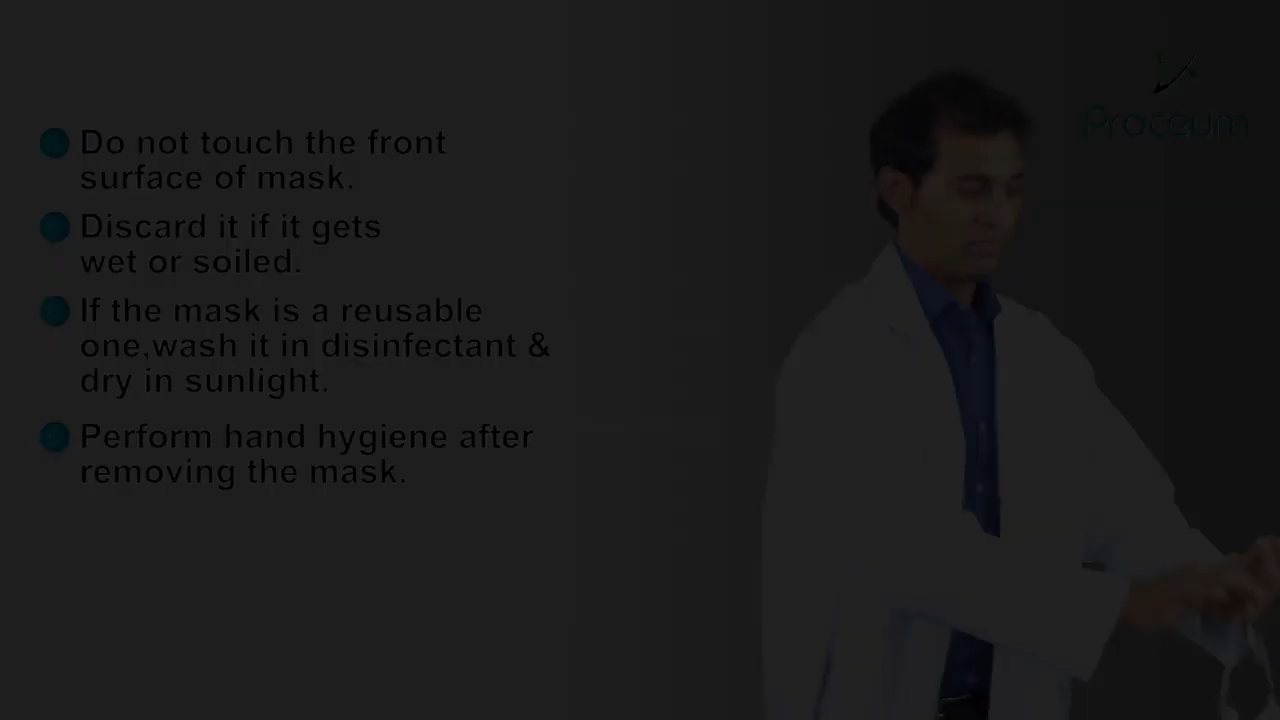 Proceum
Do not touch the front
surface of mask.
Discard it if it gets
wet or soiled.
If the mask is a reusable
one,wash it in disinfectant &
dry in sunlight.
Perform hand hygiene after
removing the mask.